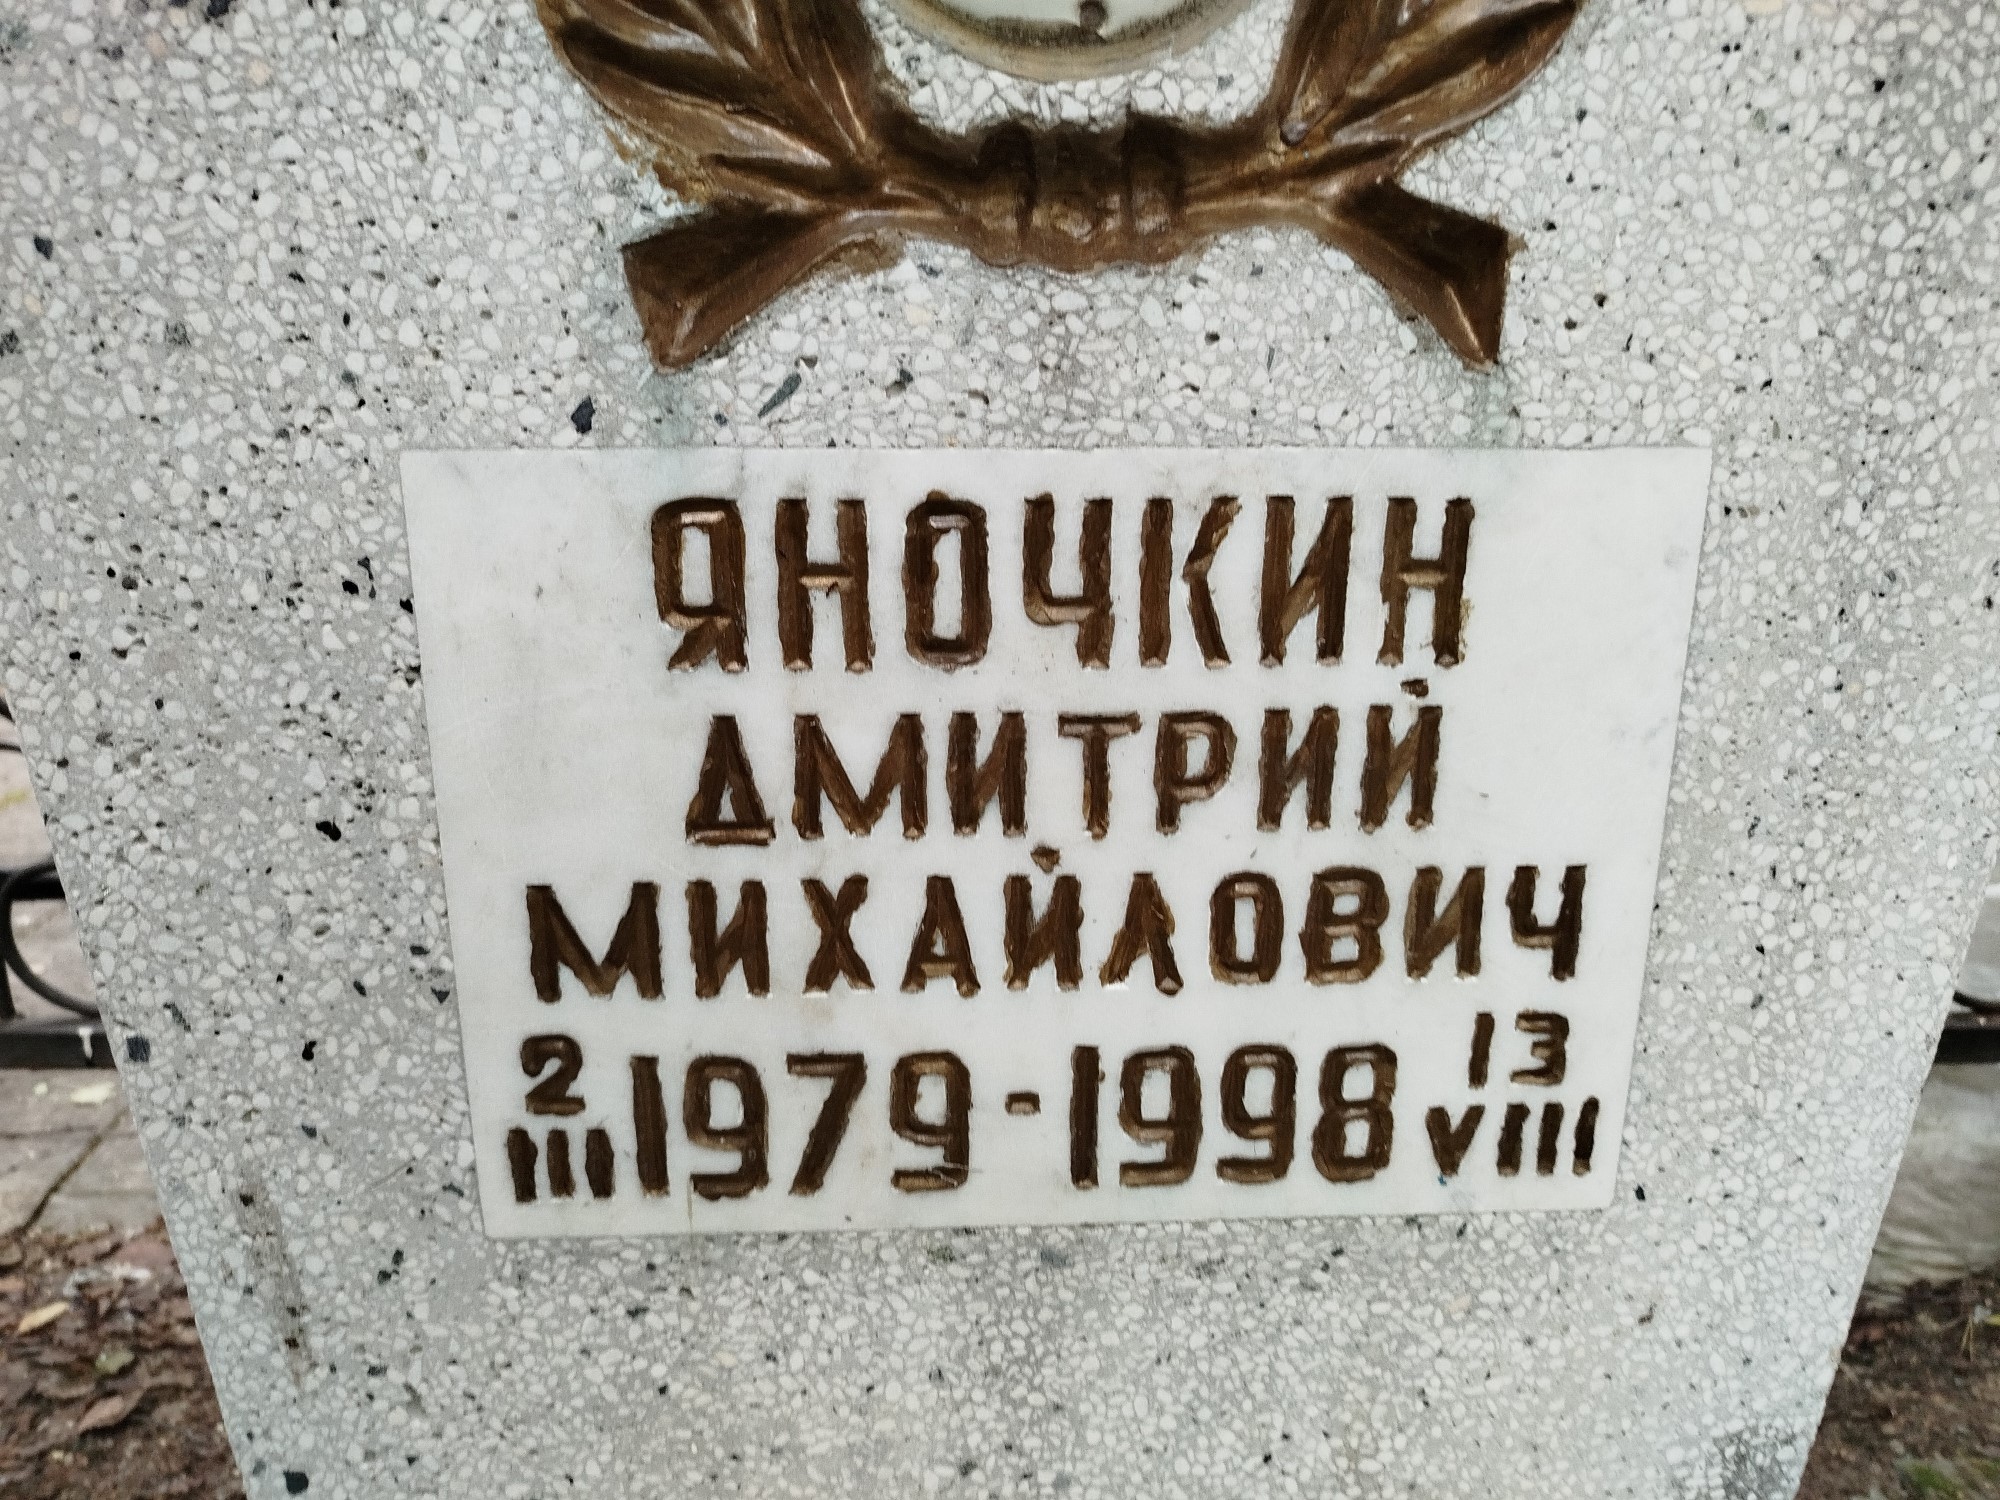 ЯНОЧКИН
ДМИТРИЙ
МИХАЙЛОВИЧ
2 III 1979 - 1998 13 VIII